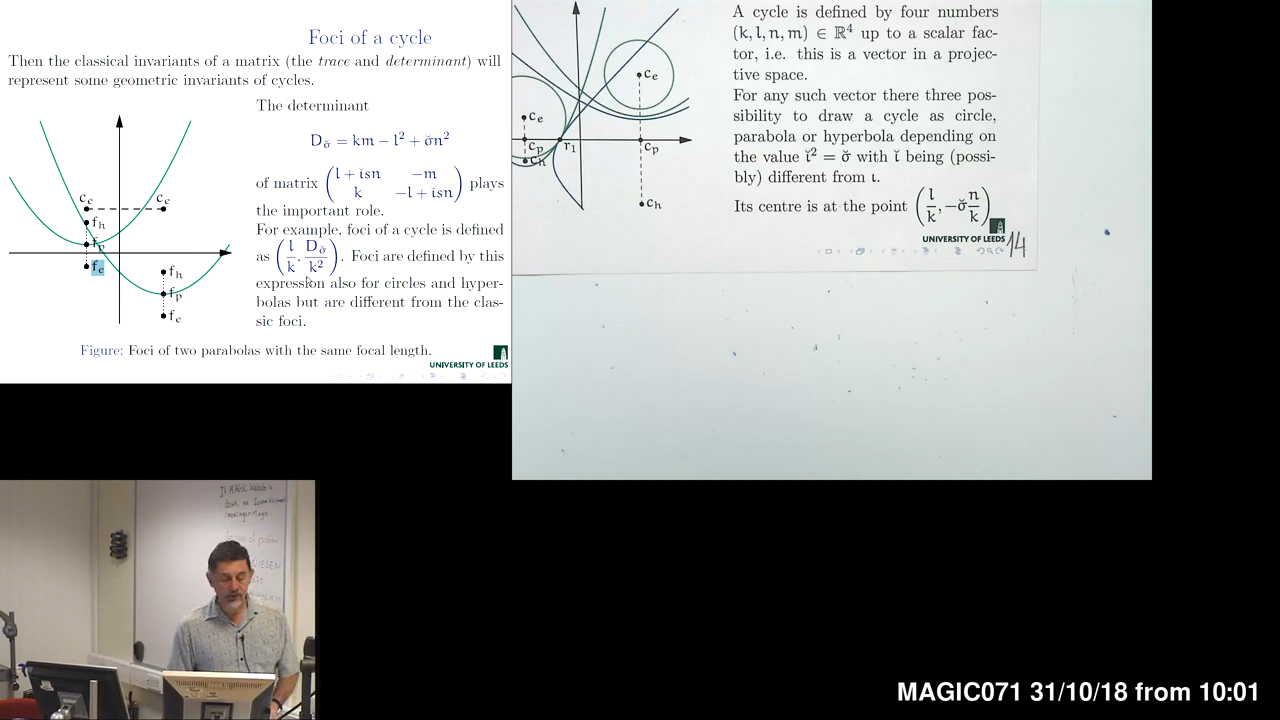 Foci of a cycle
Then the classical invariants of a matrix (the trace and determinant) will
represent some geometric invariants of cycles.
The determinant
D_σ̆ = km − l² + σ̆n²
of matrix (l + ῐsn −m
k −l + ῐsn) plays
the important role.
For example, foci of a cycle is defined
as (l/k, D_σ̆/k²). Foci are defined by this
expression also for circles and hyper-
bolas but are different from the clas-
sic foci.
c_e
c_e
f_h
f_p
f_e
f_h
f_p
f_e
Figure: Foci of two parabolas with the same focal length.
UNIVERSITY OF LEEDS
c_e
c_p
c_h
r_1
c_e
c_p
c_h
A cycle is defined by four numbers
(k, l, n, m) ∈ ℝ⁴ up to a scalar fac-
tor, i.e. this is a vector in a projec-
tive space.
For any such vector there three pos-
sibility to draw a cycle as circle,
parabola or hyperbola depending on
the value ῐ² = σ̆ with ῐ being (possi-
bly) different from ι.
Its centre is at the point (l/k, −σ̆ n/k)
UNIVERSITY OF LEEDS
14
of problem
MAGIC071 31/10/18 from 10:01